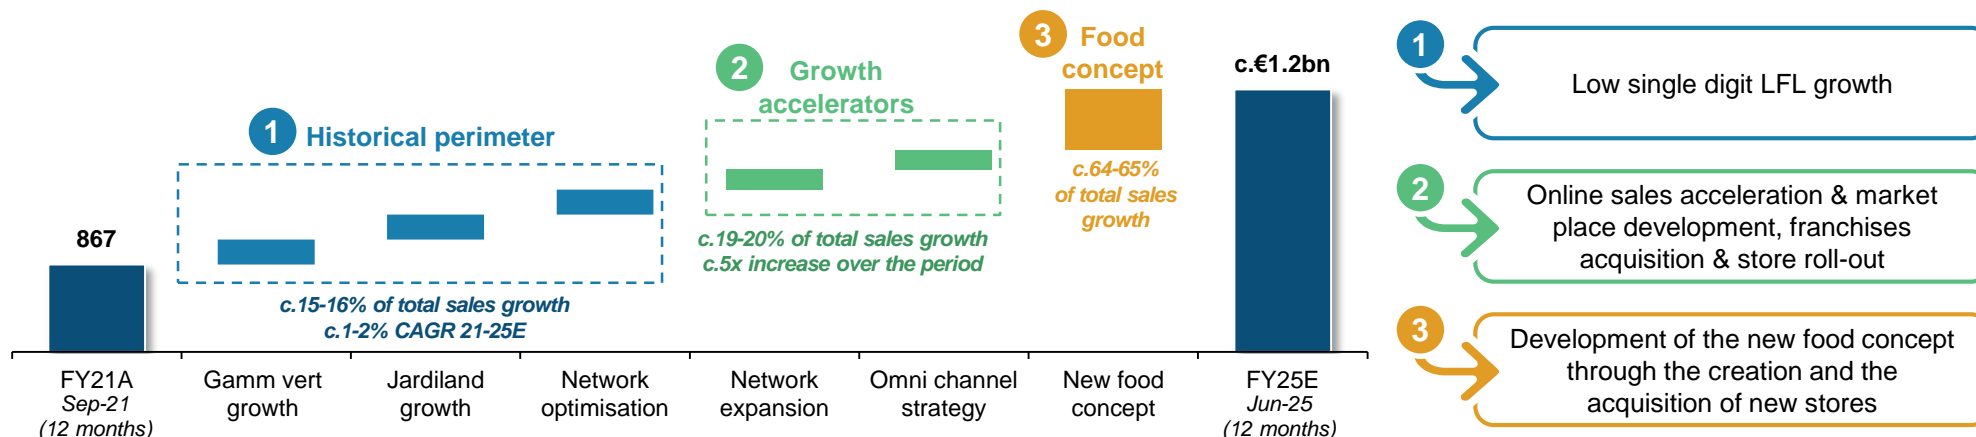 867
1
Historical perimeter
c.15-16% of total sales growth
c.1-2% CAGR 21-25E
2
Growth
accelerators
c.19-20% of total sales growth
c.5x increase over the period
3
Food
concept
c.64-65%
of total sales
growth
c.€1.2bn
FY21A
Sep-21
(12 months)
Gamm vert
growth
Jardiland
growth
Network
optimisation
Network
expansion
Omni channel
strategy
New food
concept
FY25E
Jun-25
(12 months)
1
Low single digit LFL growth
2
Online sales acceleration & market
place development, franchises
acquisition & store roll-out
3
Development of the new food concept
through the creation and the
acquisition of new stores